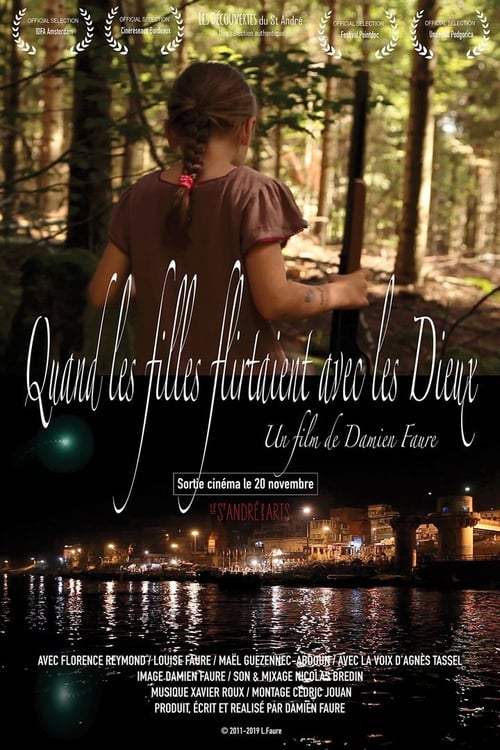 OFFICIAL SELECTION
IDFA Amsterdam
OFFICIAL SELECTION
Cinéréseaux Bordeaux
LES DÉCOUVERTES du St André
OFFICIAL SELECTION
Festival Pointdoc
OFFICIAL SELECTION
Podgorica
Quand les filles flirtaient avec les Dieux
Un film de Damien Faure
Sortie cinéma le 20 novembre
LE ST ANDRÉ DES ARTS
AVEC FLORENCE REYMOND / LOUISE FAURE / MAËL GUEZENNEC-ABDOUN / AVEC LA VOIX D'AGNÈS TASSEL
IMAGE DAMIEN FAURE / SON & MIXAGE NICOLAS BREDIN
MUSIQUE XAVIER ROUX / MONTAGE CÉDRIC JOUAN
PRODUIT, ÉCRIT ET REALISÉ PAR DAMIEN FAURE
© 2011-2019 L.Faure